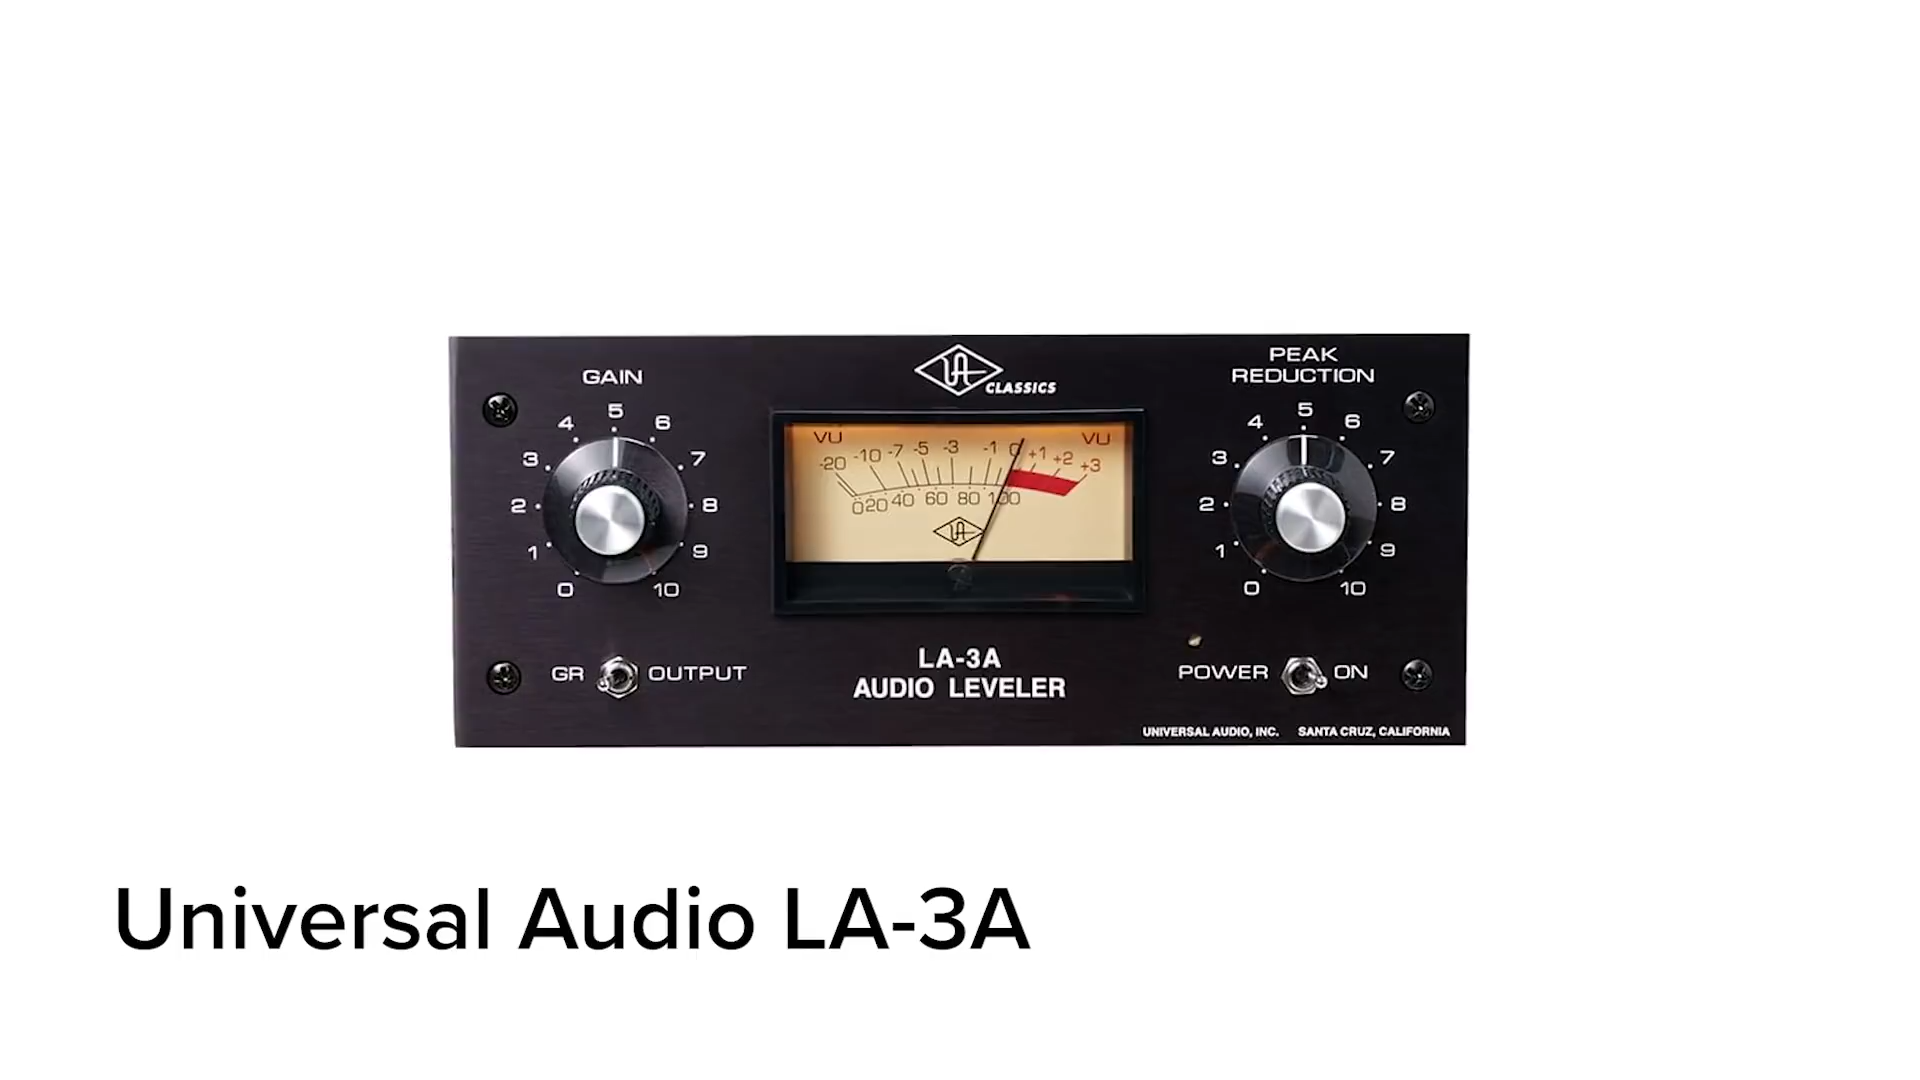 GAIN
0 1 2 3 4 5 6 7 8 9 10
GR OUTPUT
UA CLASSICS
VU VU
-20 -10 -7 -5 -3 -1 0 +1 +2 +3
0 20 40 60 80 100
UA
LA-3A
AUDIO LEVELER
PEAK
REDUCTION
0 1 2 3 4 5 6 7 8 9 10
POWER ON
UNIVERSAL AUDIO, INC. SANTA CRUZ, CALIFORNIA
Universal Audio LA-3A